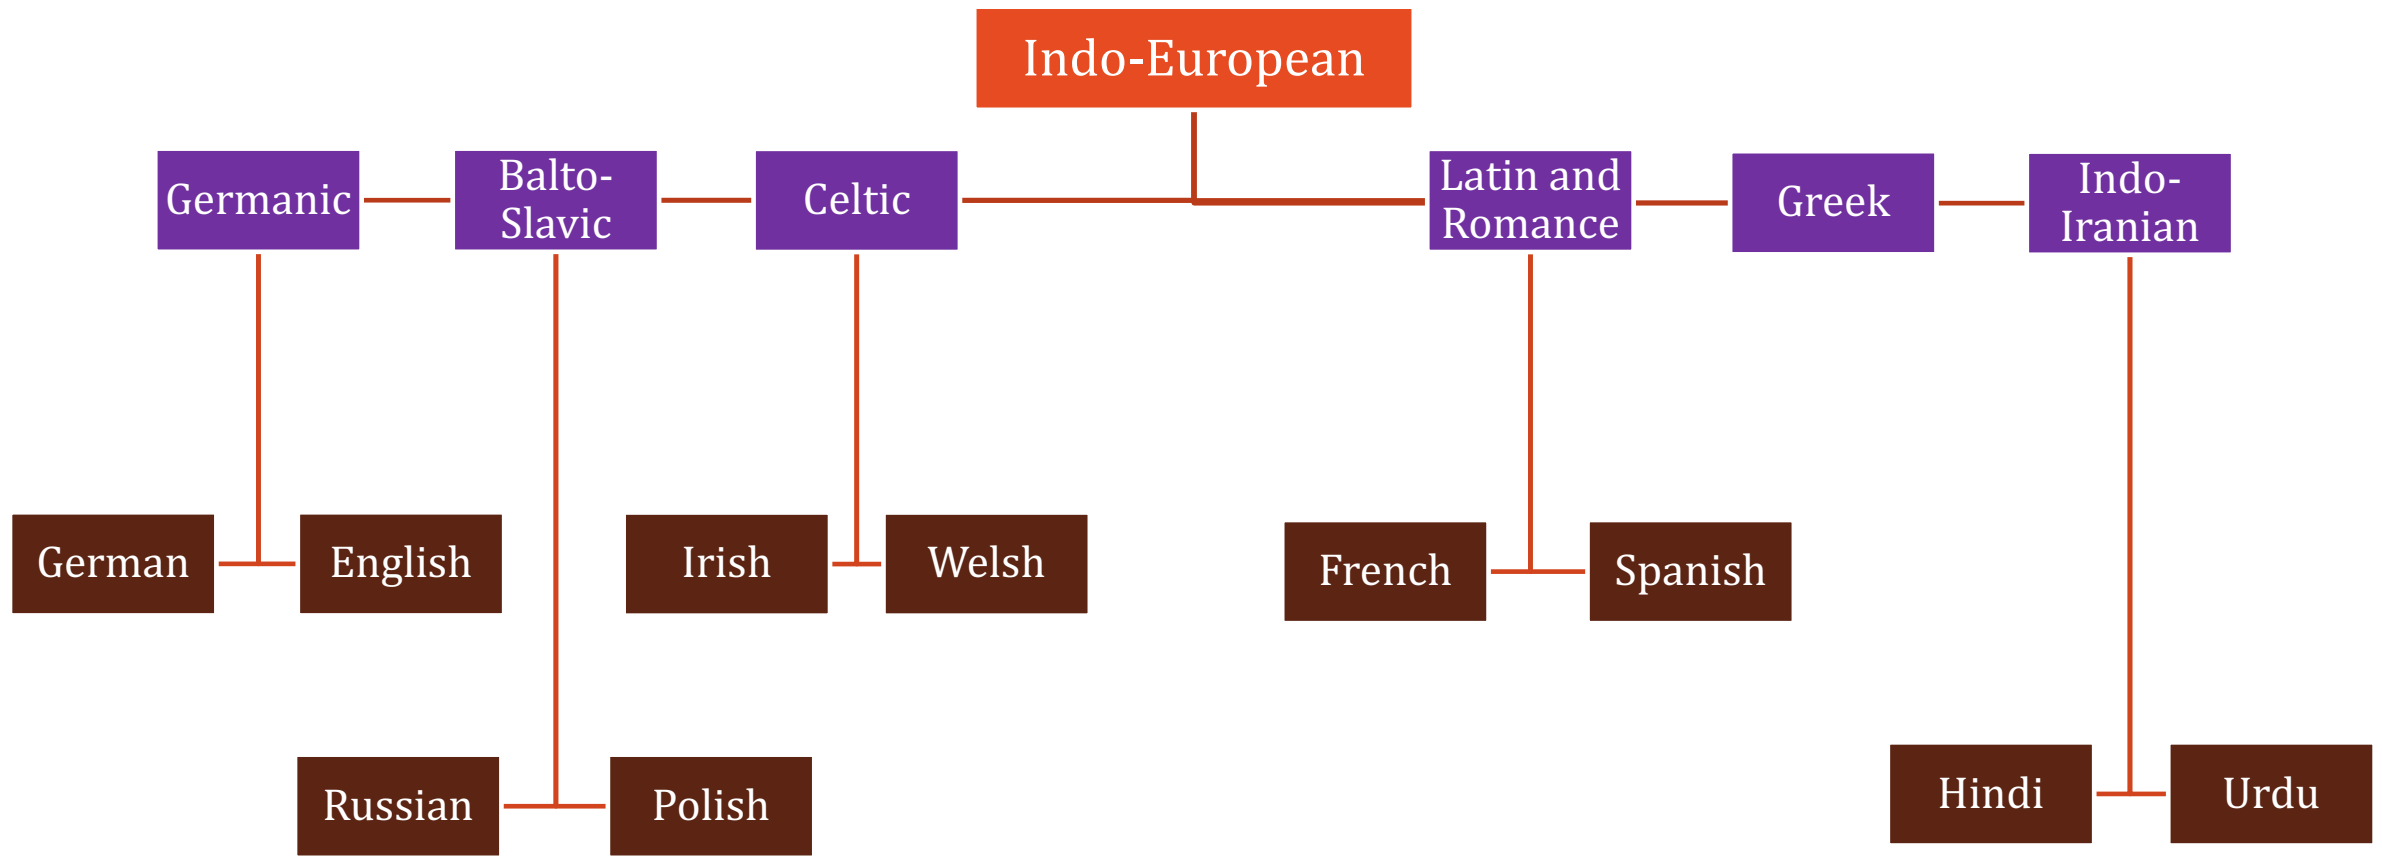 Indo-European
Germanic
Balto-
Slavic
Celtic
Latin and
Romance
Greek
Indo-
Iranian
German
English
Irish
Welsh
French
Spanish
Russian
Polish
Hindi
Urdu